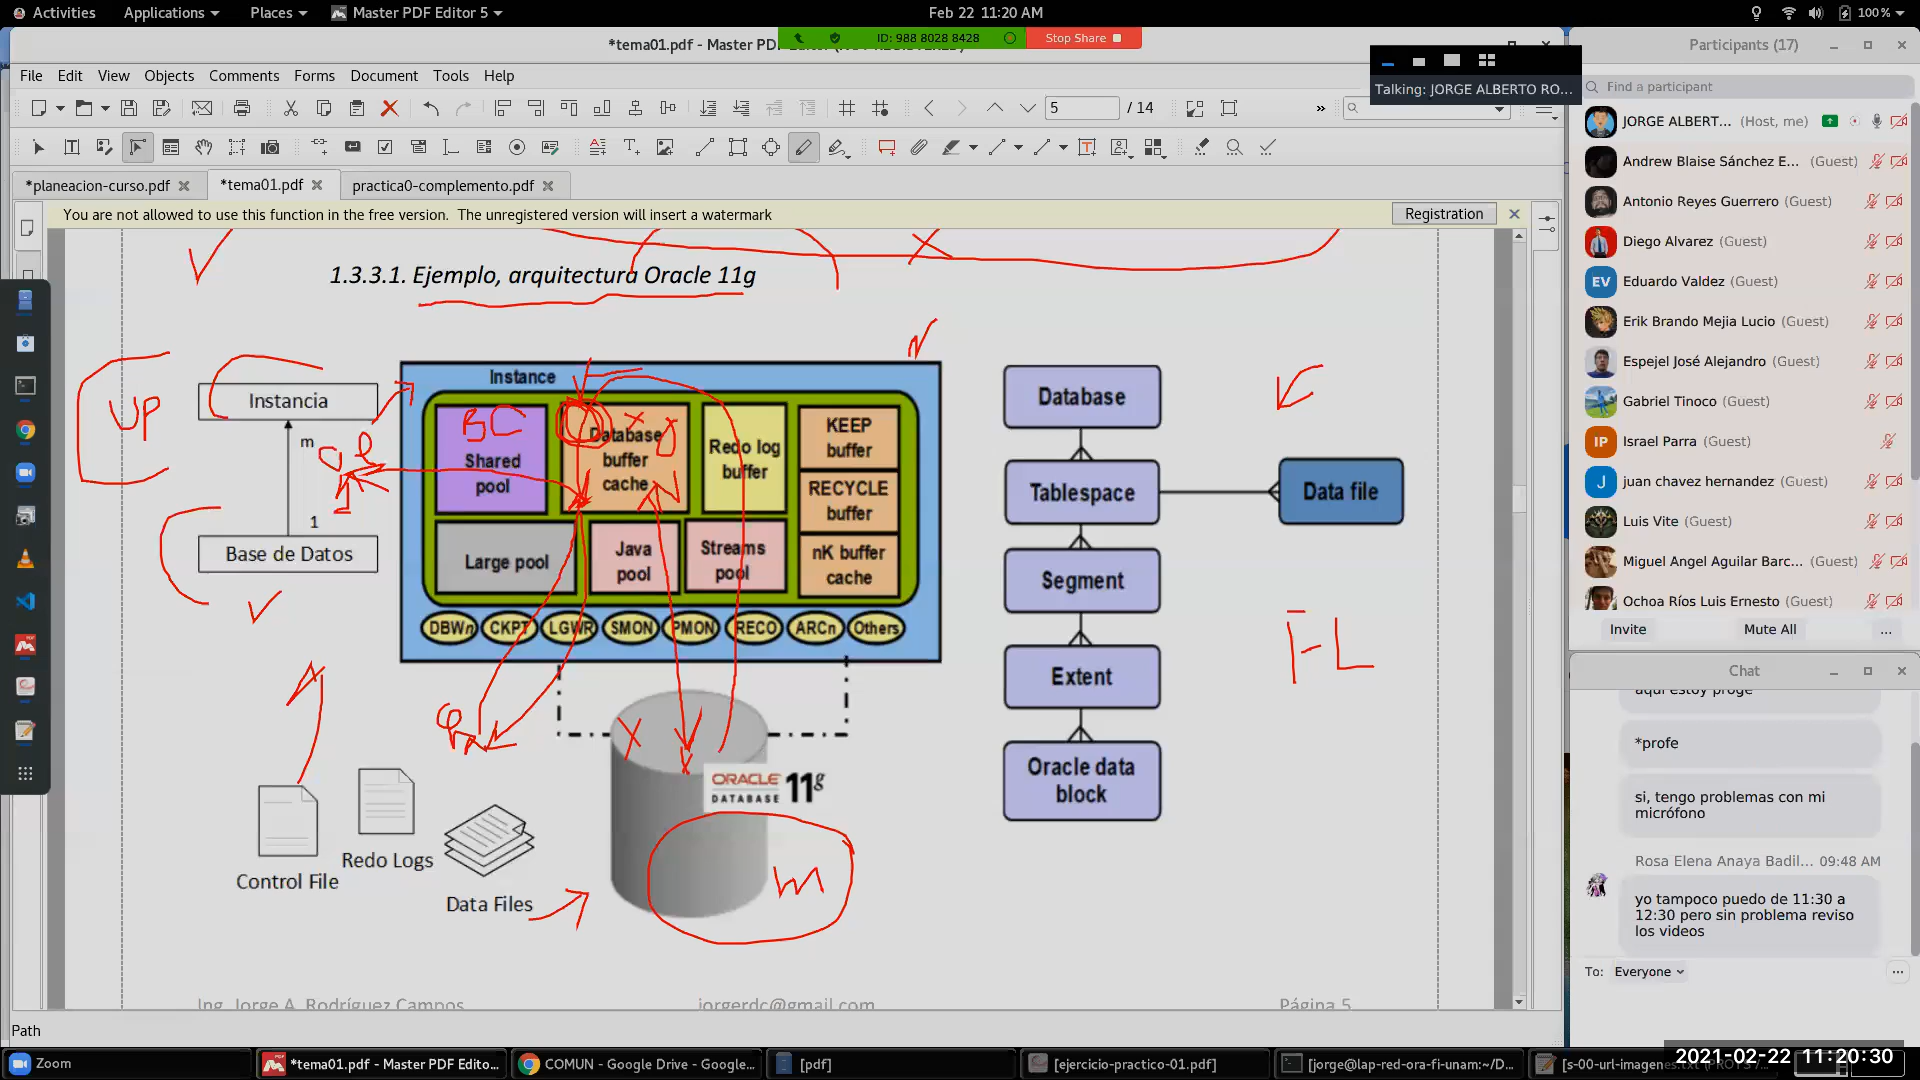 Activities
Applications
Places
Master PDF Editor 5
Feb 22 11:20 AM
100%
*tema01.pdf - Master PD
ID: 988 8028 8428
Stop Share
Talking: JORGE ALBERTO RO...
File Edit View Objects Comments Forms Document Tools Help
5 / 14
*planeacion-curso.pdf
*tema01.pdf
practica0-complemento.pdf
You are not allowed to use this function in the free version. The unregistered version will insert a watermark
Registration
1.3.3.1. Ejemplo, arquitectura Oracle 11g
UP
Instancia
m
1
Base de Datos
Instance
BC
Shared pool
Database buffer cache
Redo log buffer
KEEP buffer
RECYCLE buffer
nK buffer cache
Large pool
Java pool
Streams pool
DBWn
CKPT
LGWR
SMON
PMON
RECO
ARCn
Others
ORACLE
DATABASE
11g
Control File
Redo Logs
Data Files
m
Database
Tablespace
Data file
Segment
Extent
Oracle data block
FL
Ing. Jorge A. Rodríguez Campos
jorgerdc@gmail.com
Página 5
Path
Participants (17)
Find a participant
JORGE ALBERT... (Host, me)
Andrew Blaise Sánchez E... (Guest)
Antonio Reyes Guerrero (Guest)
Diego Alvarez (Guest)
EV Eduardo Valdez (Guest)
Erik Brando Mejia Lucio (Guest)
Espejel José Alejandro (Guest)
Gabriel Tinoco (Guest)
IP Israel Parra (Guest)
J juan chavez hernandez (Guest)
Luis Vite (Guest)
Miguel Angel Aguilar Barc... (Guest)
Ochoa Ríos Luis Ernesto (Guest)
Invite
Mute All
...
Chat
aqui estoy proge
*profe
si, tengo problemas con mi
micrófono
Rosa Elena Anaya Badil... 09:48 AM
yo tampoco puedo de 11:30 a
12:30 pero sin problema reviso
los videos
To: Everyone
Zoom
*tema01.pdf - Master PDF Edito...
COMUN - Google Drive - Google...
[pdf]
[ejercicio-practico-01.pdf]
[jorge@lap-red-ora-fi-unam:~/D...
[s-00-url-imagenes.txt
2021-02-22 11:20:30